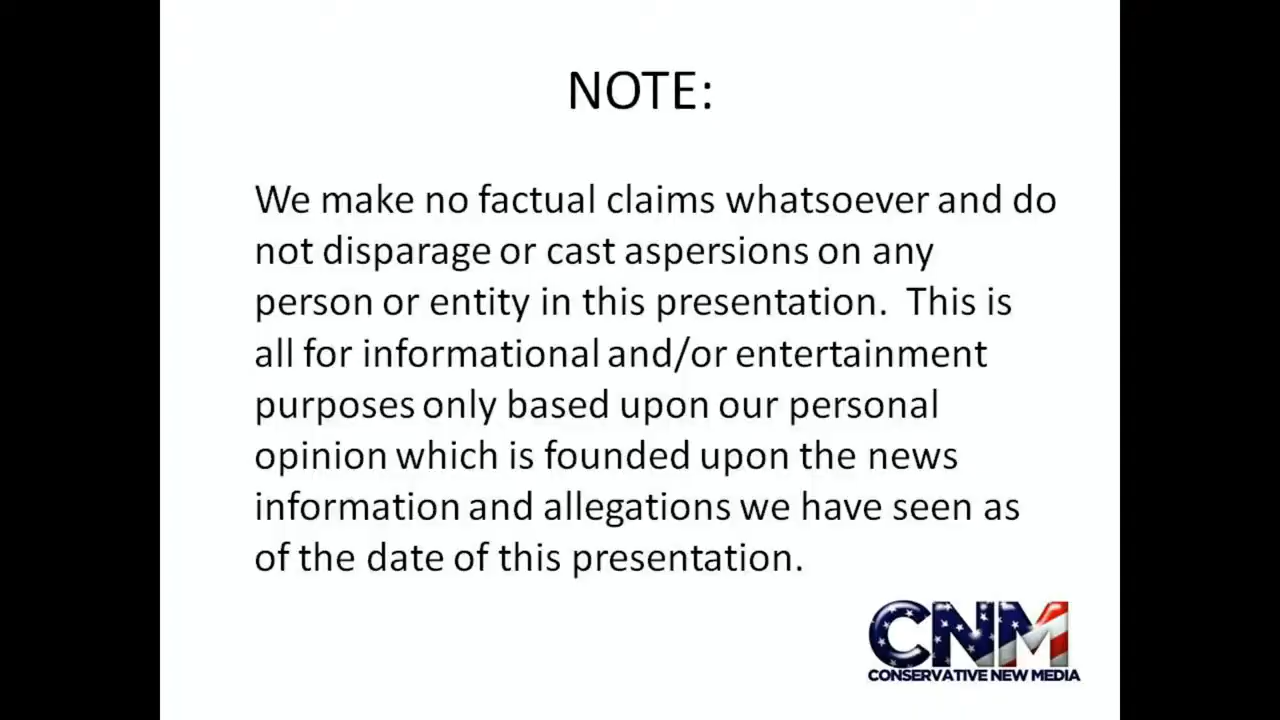 NOTE:
We make no factual claims whatsoever and do
not disparage or cast aspersions on any
person or entity in this presentation.  This is
all for informational and/or entertainment
purposes only based upon our personal
opinion which is founded upon the news
information and allegations we have seen as
of the date of this presentation.
CNM
CONSERVATIVE NEW MEDIA